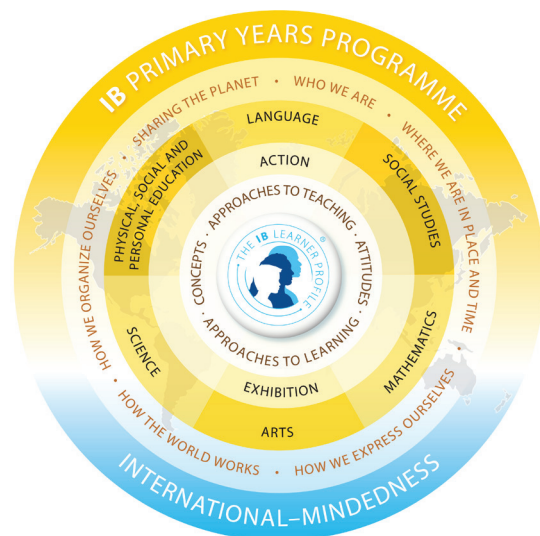 IB PRIMARY YEARS PROGRAMME
SHARING THE PLANET • WHO WE ARE • WHERE WE ARE IN PLACE AND TIME •
HOW WE EXPRESS OURSELVES • HOW THE WORLD WORKS • HOW WE ORGANIZE OURSELVES •
LANGUAGE
SOCIAL STUDIES
MATHEMATICS
ARTS
SCIENCE
PHYSICAL, SOCIAL AND
PERSONAL EDUCATION
ACTION
EXHIBITION
APPROACHES TO TEACHING · ATTITUDES ·
APPROACHES TO LEARNING · CONCEPTS ·
THE IB LEARNER PROFILE
®
INTERNATIONAL–MINDEDNESS